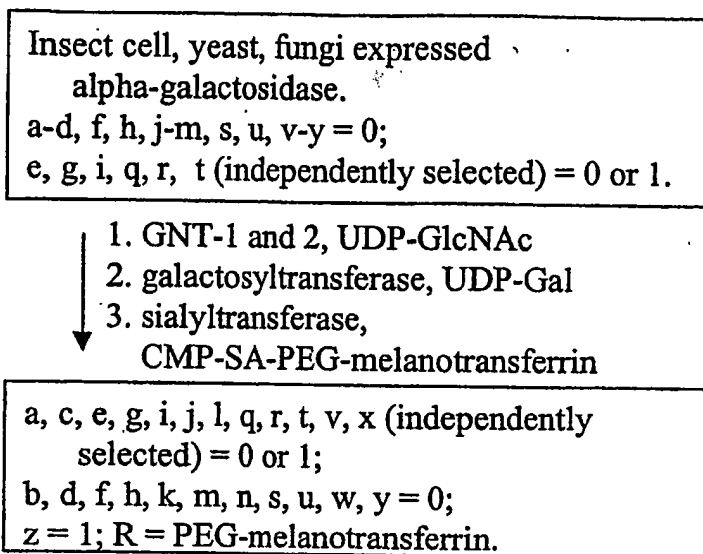 Insect cell, yeast, fungi expressed
alpha-galactosidase.
a-d, f, h, j-m, s, u, v-y = 0;
e, g, i, q, r, t (independently selected) = 0 or 1.
1. GNT-1 and 2, UDP-GlcNAc
2. galactosyltransferase, UDP-Gal
3. sialyltransferase,
CMP-SA-PEG-melanotransferrin
a, c, e, g, i, j, l, q, r, t, v, x (independently
selected) = 0 or 1;
b, d, f, h, k, m, n, s, u, w, y = 0;
z = 1; R = PEG-melanotransferrin.